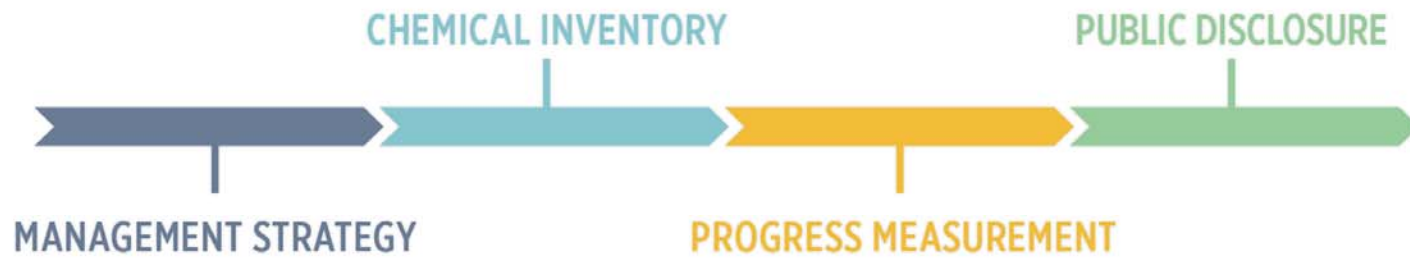 CHEMICAL INVENTORY
PUBLIC DISCLOSURE
MANAGEMENT STRATEGY
PROGRESS MEASUREMENT